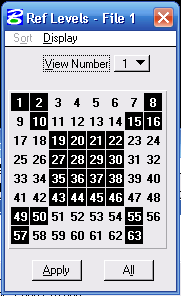 Ref Levels - File 1
Sort Display
View Number 1
1 2 3 4 5 6 7 8
9 10 11 12 13 14 15 16
17 18 19 20 21 22 23 24
25 26 27 28 29 30 31 32
33 34 35 36 37 38 39 40
41 42 43 44 45 46 47 48
49 50 51 52 53 54 55 56
57 58 59 60 61 62 63
Apply All